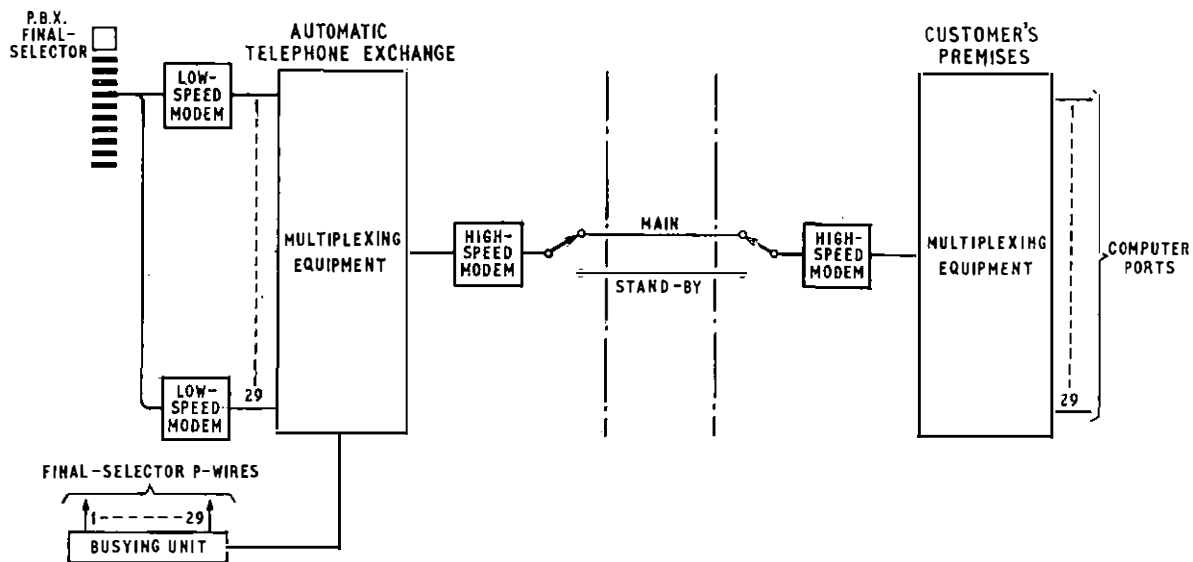 P.B.X.
FINAL-
SELECTOR
AUTOMATIC
TELEPHONE EXCHANGE
CUSTOMER'S
PREMISES
LOW-
SPEED
MODEM
MULTIPLEXING
EQUIPMENT
HIGH-
SPEED
MODEM
MAIN
STAND-BY
HIGH-
SPEED
MODEM
MULTIPLEXING
EQUIPMENT
COMPUTER
PORTS
LOW-
SPEED
MODEM
29
29
FINAL-SELECTOR P-WIRES
1 29
BUSYING UNIT